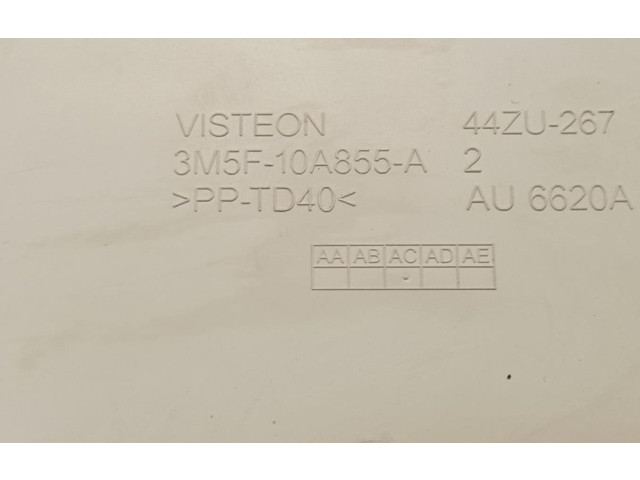 VISTEON 44ZU-267
3M5F-10A855-A 2
>PP-TD40< AU 6620A
AA AB AC AD AE